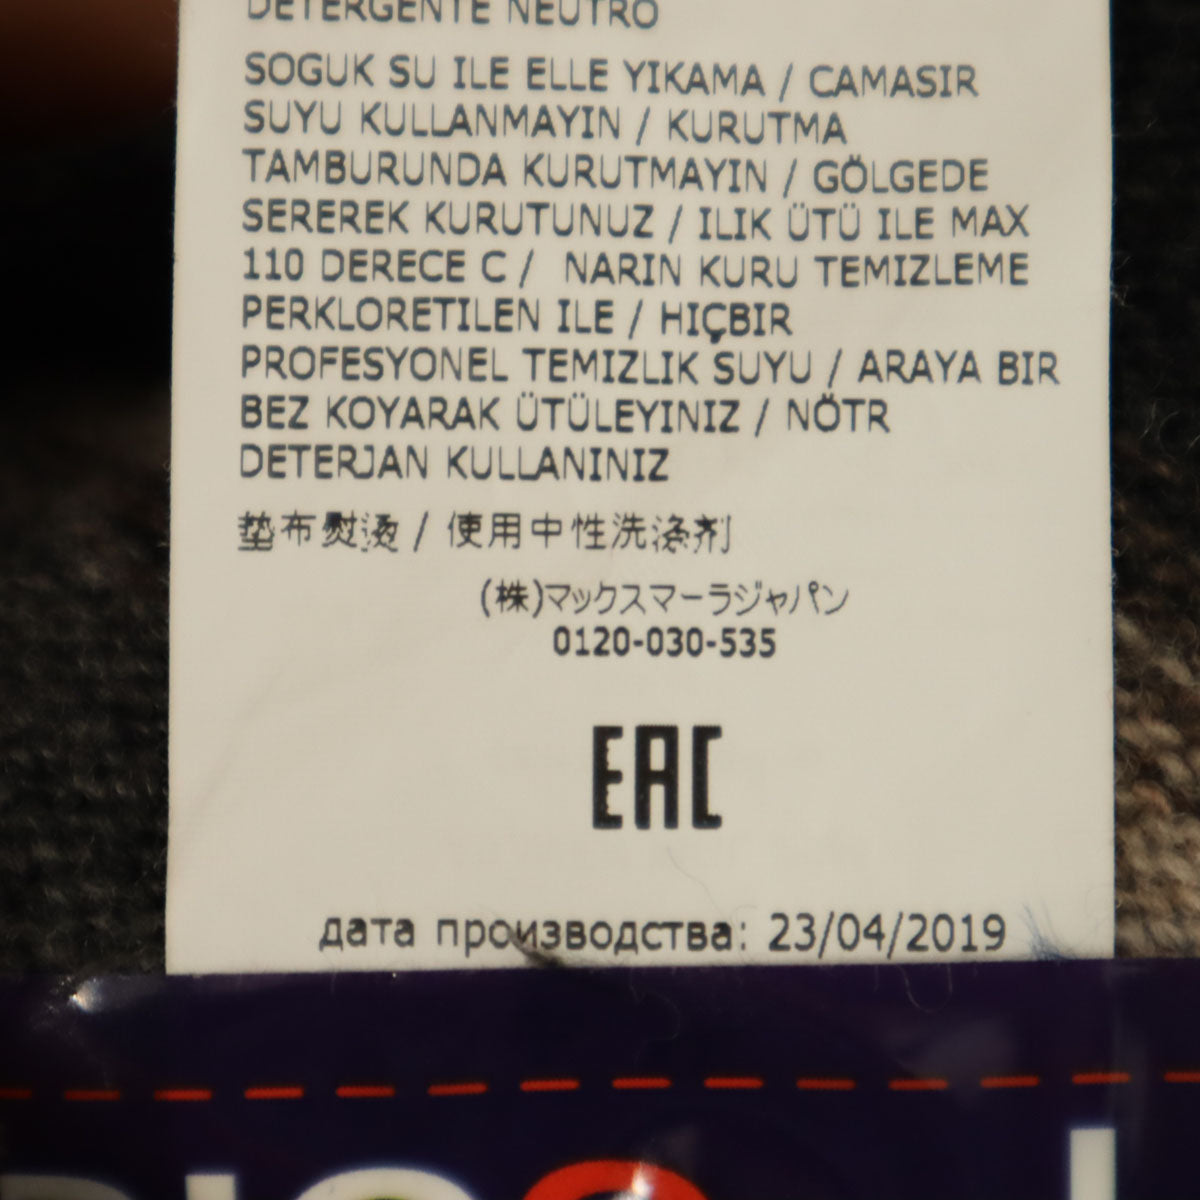 DETERGENTE NEUTRO
SOGUK SU ILE ELLE YIKAMA / CAMASIR
SUYU KULLANMAYIN / KURUTMA
TAMBURUNDA KURUTMAYIN / GÖLGEDE
SEREREK KURUTUNUZ / ILIK ÜTÜ ILE MAX
110 DERECE C / NARIN KURU TEMIZLEME
PERKLORETILEN ILE / HIÇBIR
PROFESYONEL TEMIZLIK SUYU / ARAYA BIR
BEZ KOYARAK ÜTÜLEYINIZ / NÖTR
DETERJAN KULLANINIZ
垫布熨烫 / 使用中性洗涤剂
(株)マックスマーラジャパン
0120-030-535
EAC
дата производства: 23/04/2019